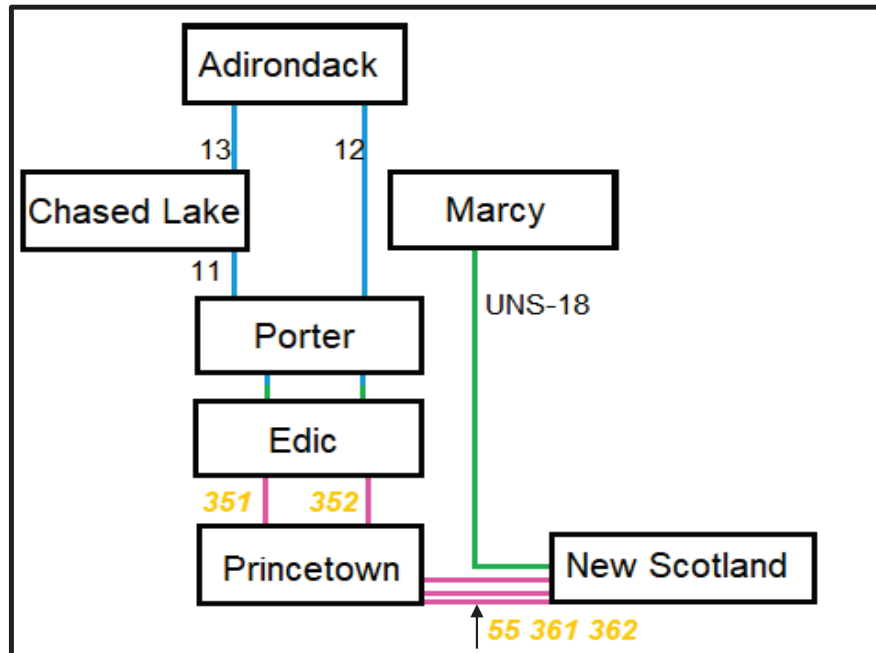 Adirondack
13 12
Chased Lake
Marcy
11
UNS-18
Porter
Edic
351 352
Princetown
New Scotland
55 361 362